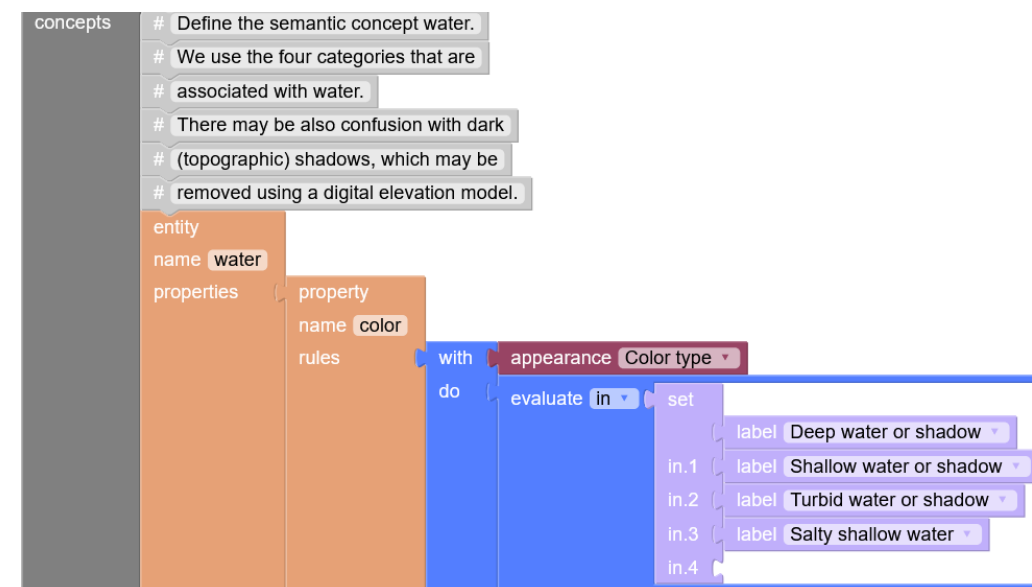 concepts # Define the semantic concept water.
# We use the four categories that are
# associated with water.
# There may be also confusion with dark
# (topographic) shadows, which may be
# removed using a digital elevation model.
entity
name water
properties property
name color
rules with appearance Color type
do evaluate in set
label Deep water or shadow
in.1 label Shallow water or shadow
in.2 label Turbid water or shadow
in.3 label Salty shallow water
in.4